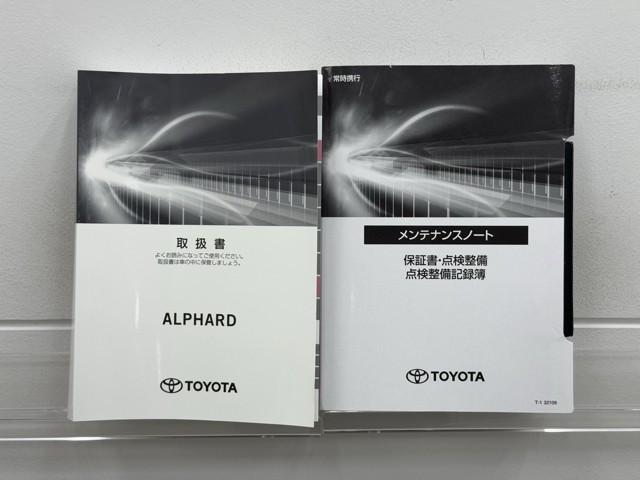 取扱書
よくお読みになってご使用ください。
取扱書は車の中に保管しましょう。
ALPHARD
TOYOTA
常時携行
メンテナンスノート
保証書・点検整備
点検整備記録簿
TOYOTA
T-1 32109